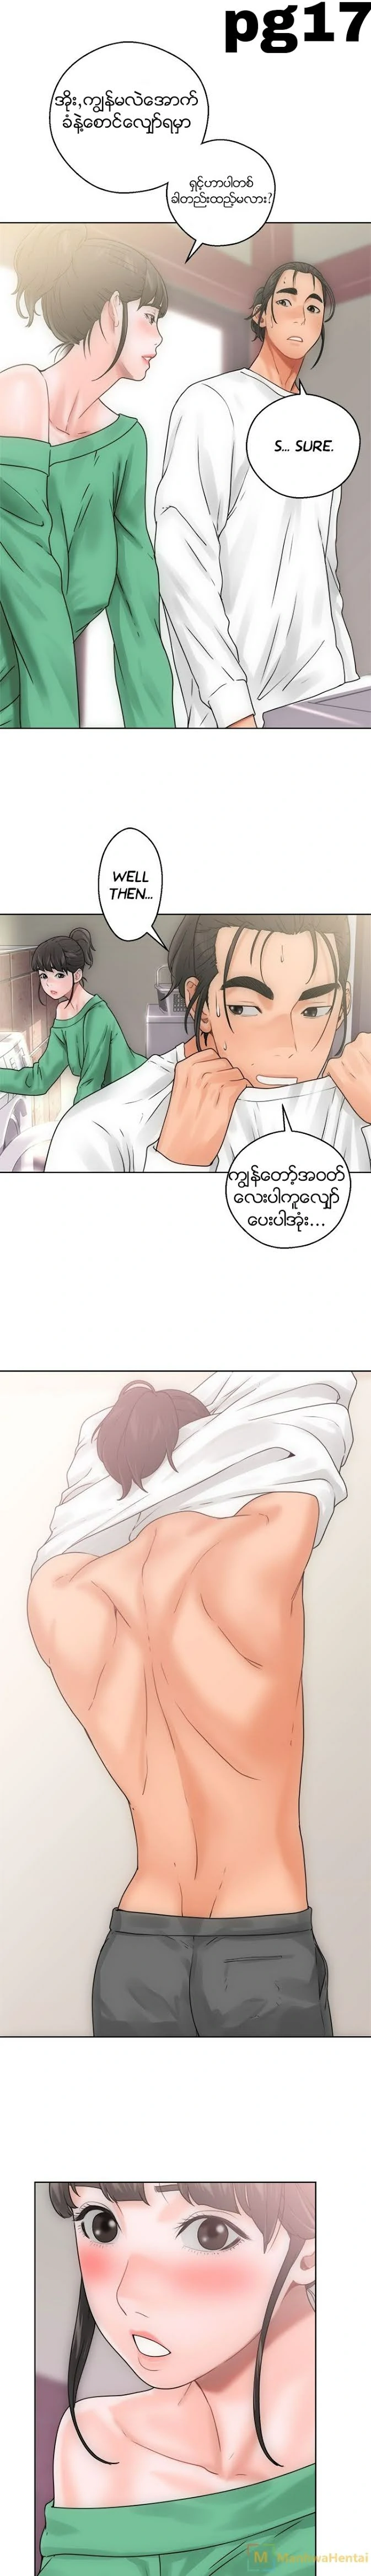 pg17
အိုး,ကျွန်မလဲအောက်
ခံနဲ့စောင်လျှော်ရမှာ
ရှင့်ဟာပါတစ်
ခါတည်းထည့်မလား?
S... SURE.
WELL
THEN...
ကျွန်တော့်အဝတ်
လေးပါကူလျှော်
ပေးပါအုံး...
M ManhwaHentai